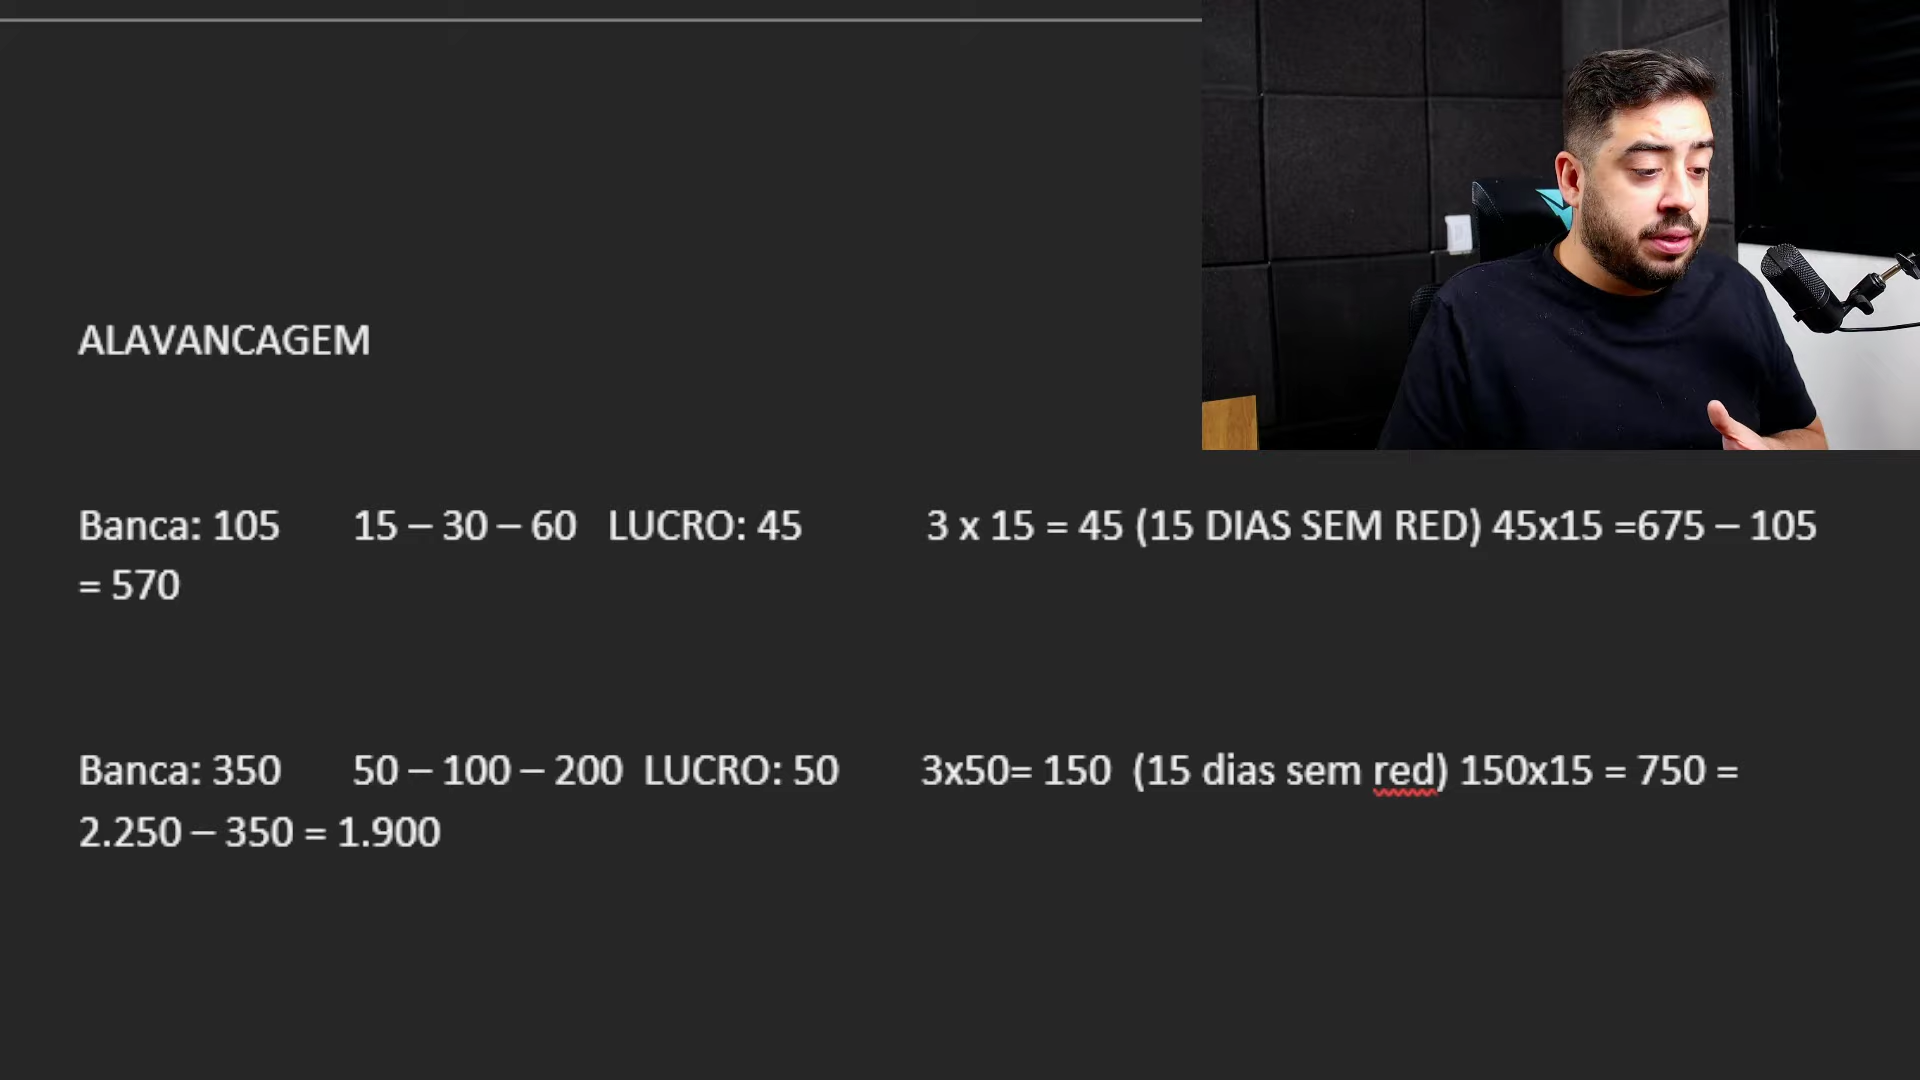 ALAVANCAGEM
Banca: 105 15 – 30 – 60 LUCRO: 45 3 x 15 = 45 (15 DIAS SEM RED) 45x15 =675 – 105
= 570
Banca: 350 50 – 100 – 200 LUCRO: 50 3x50= 150 (15 dias sem red) 150x15 = 750 =
2.250 – 350 = 1.900